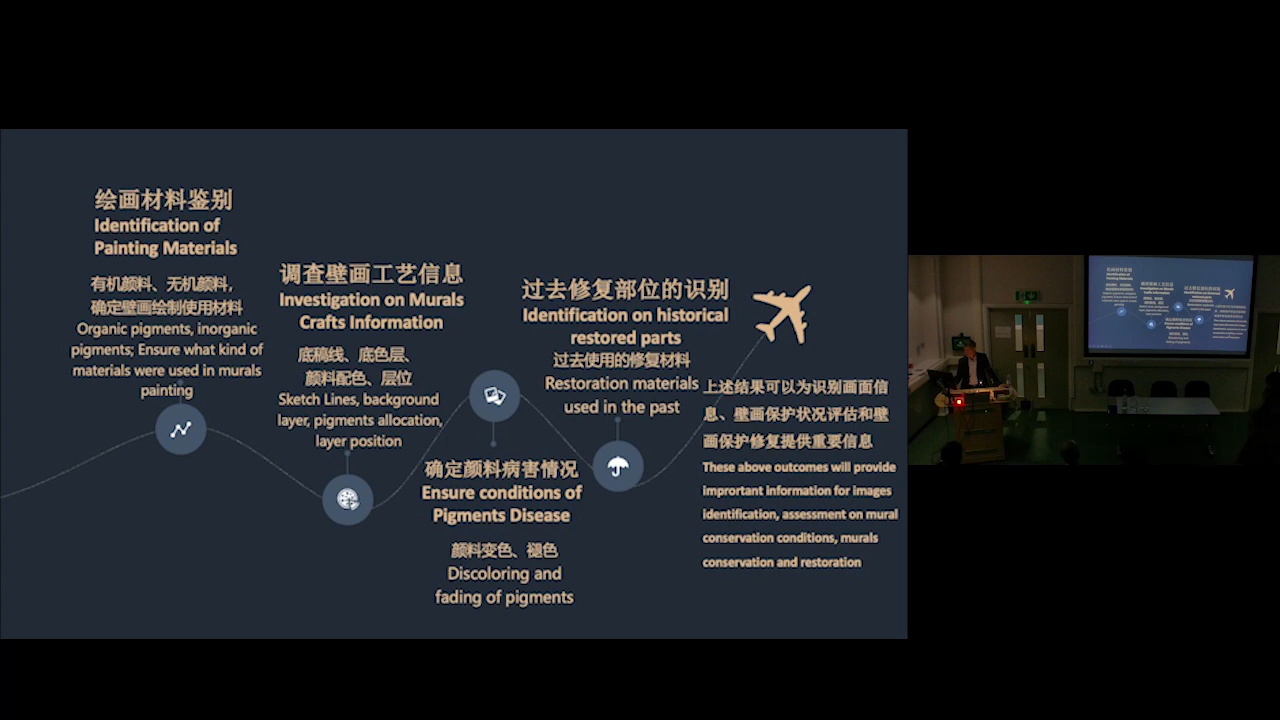 绘画材料鉴别
Identification of
Painting Materials
有机颜料、无机颜料，
确定壁画绘制使用材料
Organic pigments, inorganic
pigments; Ensure what kind of
materials were used in murals
painting
调查壁画工艺信息
Investigation on Murals
Crafts Information
底稿线、底色层、
颜料配色、层位
Sketch Lines, background
layer, pigments allocation,
layer position
确定颜料病害情况
Ensure conditions of
Pigments Disease
颜料变色、褪色
Discoloring and
fading of pigments
过去修复部位的识别
Identification on historical
restored parts
过去使用的修复材料
Restoration materials
used in the past
上述结果可以为识别画面信
息、壁画保护状况评估和壁
画保护修复提供重要信息
These above outcomes will provide
imprortant information for images
identification, assessment on mural
conservation conditions, murals
conservation and restoration